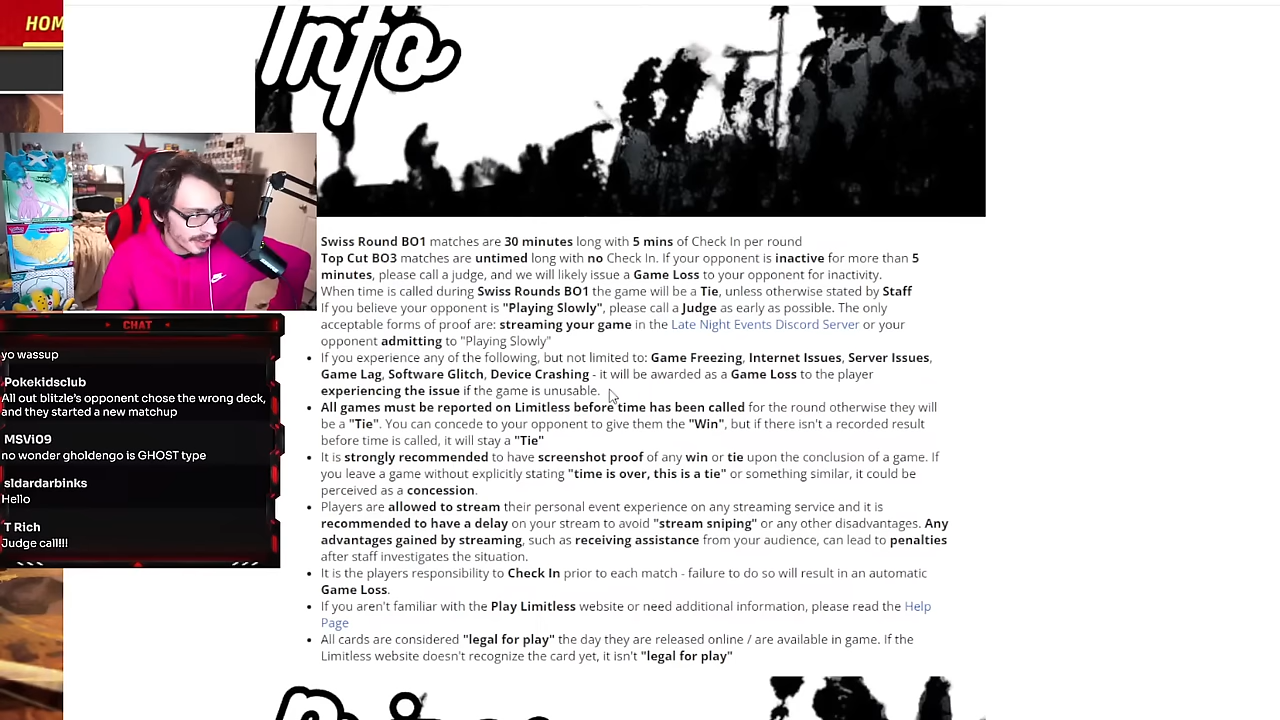 HOM
Info
Swiss Round BO1 matches are 30 minutes long with 5 mins of Check In per round
Top Cut BO3 matches are untimed long with no Check In. If your opponent is inactive for more than 5
minutes, please call a judge, and we will likely issue a Game Loss to your opponent for inactivity.
When time is called during Swiss Rounds BO1 the game will be a Tie, unless otherwise stated by Staff
If you believe your opponent is "Playing Slowly", please call a Judge as early as possible. The only
acceptable forms of proof are: streaming your game in the Late Night Events Discord Server or your
opponent admitting to "Playing Slowly"
• If you experience any of the following, but not limited to: Game Freezing, Internet Issues, Server Issues,
Game Lag, Software Glitch, Device Crashing - it will be awarded as a Game Loss to the player
experiencing the issue if the game is unusable.
• All games must be reported on Limitless before time has been called for the round otherwise they will
be a "Tie". You can concede to your opponent to give them the "Win", but if there isn't a recorded result
before time is called, it will stay a "Tie"
• It is strongly recommended to have screenshot proof of any win or tie upon the conclusion of a game. If
you leave a game without explicitly stating "time is over, this is a tie" or something similar, it could be
perceived as a concession.
• Players are allowed to stream their personal event experience on any streaming service and it is
recommended to have a delay on your stream to avoid "stream sniping" or any other disadvantages. Any
advantages gained by streaming, such as receiving assistance from your audience, can lead to penalties
after staff investigates the situation.
• It is the players responsibility to Check In prior to each match - failure to do so will result in an automatic
Game Loss.
• If you aren't familiar with the Play Limitless website or need additional information, please read the Help
Page
• All cards are considered "legal for play" the day they are released online / are available in game. If the
Limitless website doesn't recognize the card yet, it isn't "legal for play"
CHAT
yo wassup
Pokekidsclub
All out blitzle's opponent chose the wrong deck,
and they started a new matchup
MSVi09
no wonder gholdengo is GHOST type
sldardarbinks
Hello
T Rich
Judge call!!!